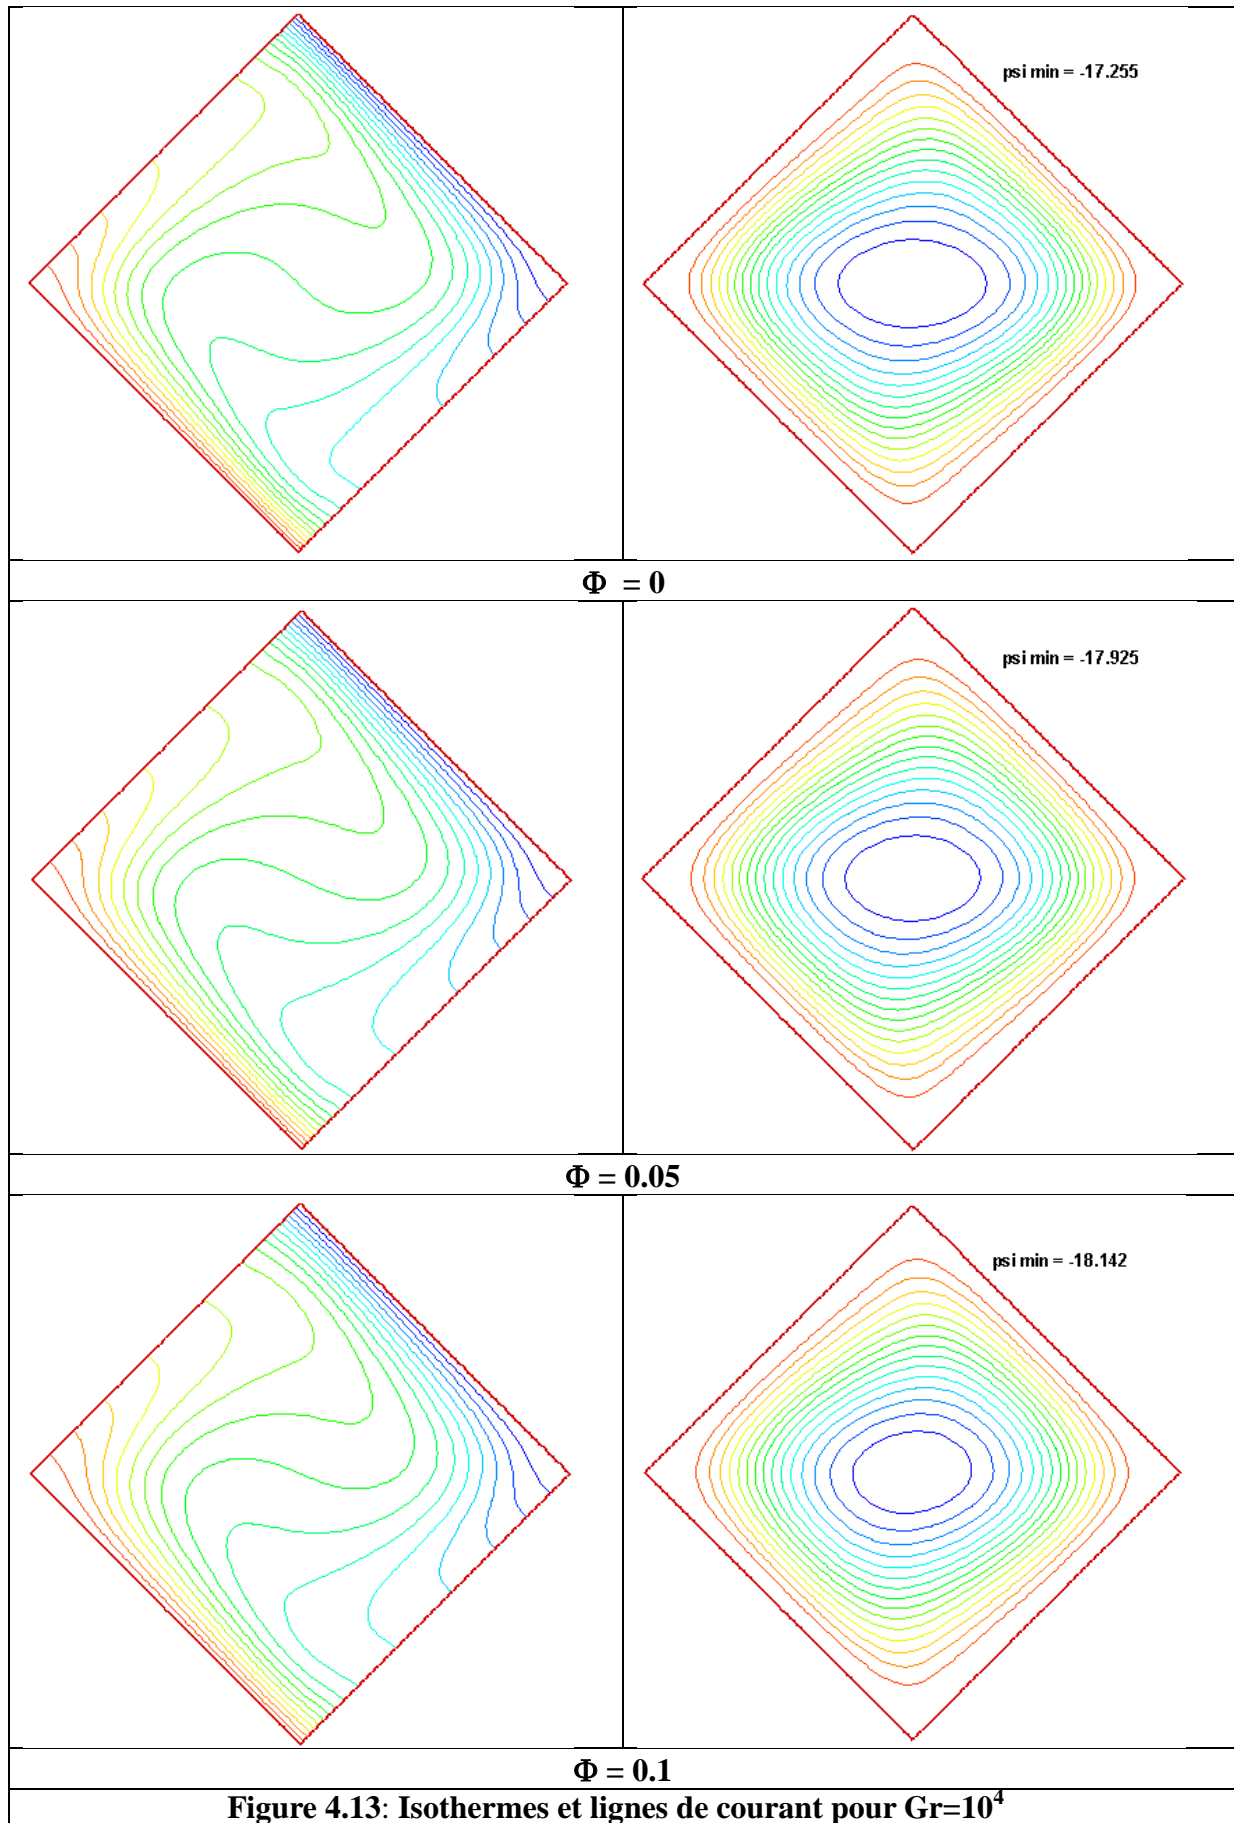 psi min = -17.255
Φ = 0
psi min = -17.925
Φ = 0.05
psi min = -18.142
Φ = 0.1
Figure 4.13: Isothermes et lignes de courant pour Gr=10⁴